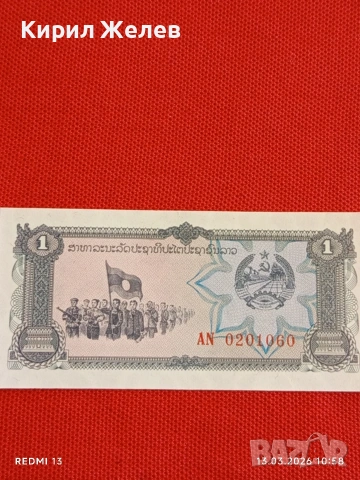 Кирил Желев
1
ສາທາລະນະລັດປະຊາທິປະໄຕປະຊາຊົນລາວ
1
AN 0201060
REDMI 13
13.03.2026 10:58
BAZAR